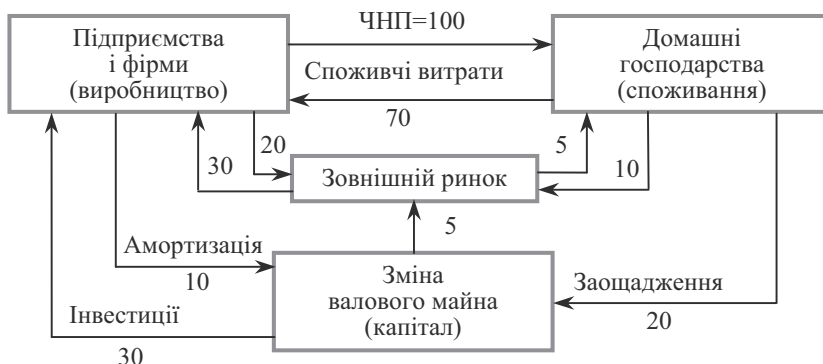 Підприємства
і фірми
(виробництво)
ЧНП=100
Споживчі витрати
70
Домашні
господарства
(споживання)
20
30
Зовнішній ринок
5
10
5
Амортизація
10
Зміна
валового майна
(капітал)
Заощадження
20
Інвестиції
30